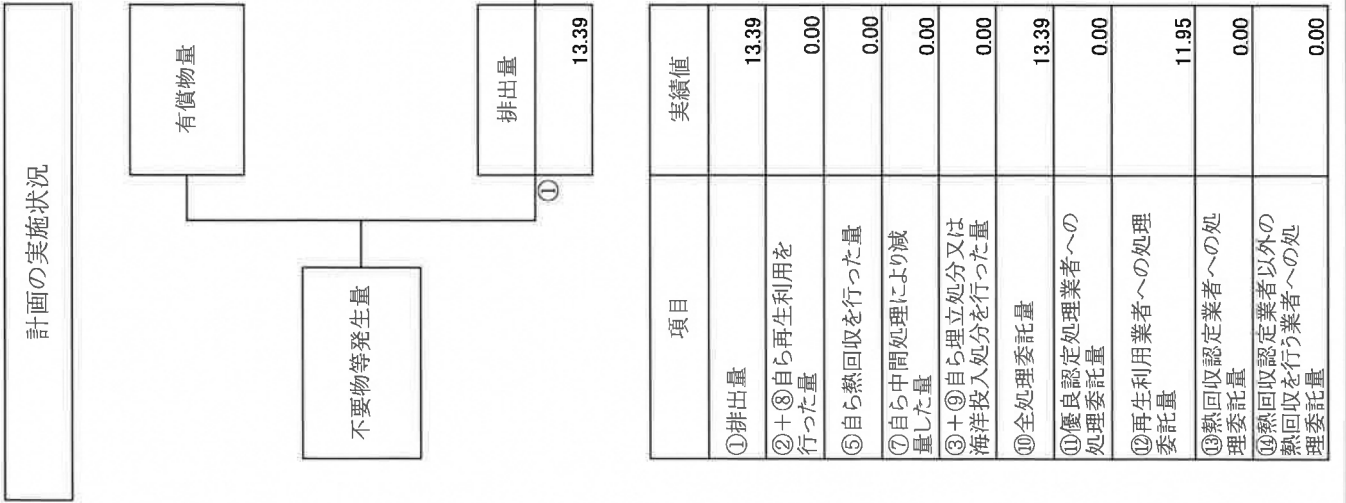 計画の実施状況
有償物量
不要物等発生量
排出量
①
13.39
項目
実績値
①排出量
13.39
②+⑧自ら再生利用を
行った量
0.00
⑤自ら熱回収を行った量
0.00
⑦自ら中間処理により減
量した量
0.00
③+⑨自ら埋立処分又は
海洋投入処分を行った量
0.00
⑩全処理委託量
13.39
⑪優良認定処理業者への
処理委託量
0.00
⑫再生利用業者への処理
委託量
11.95
⑬熱回収認定業者への処
理委託量
0.00
⑭熱回収認定業者以外の
熱回収を行う業者への処
理委託量
0.00